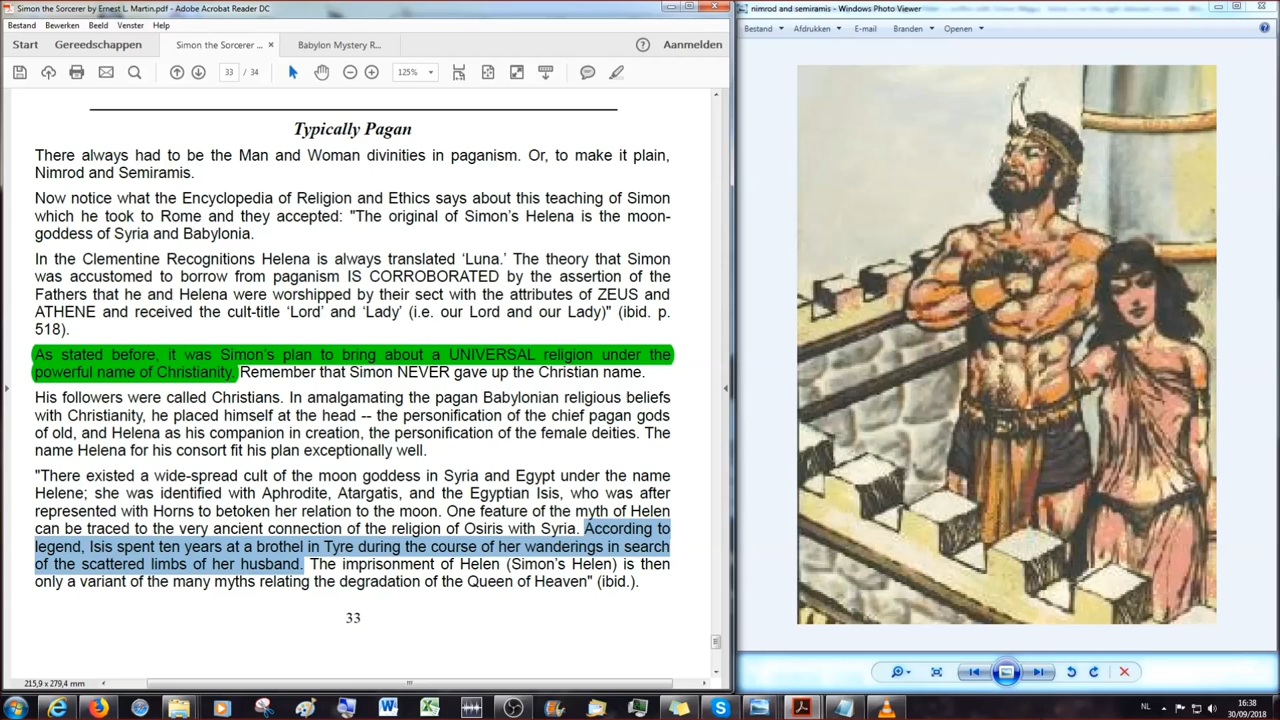 Simon the Sorcerer by Ernest L. Martin.pdf - Adobe Acrobat Reader DC
Bestand Bewerken Beeld Venster Help
Start Gereedschappen Simon the Sorcerer ... × Babylon Mystery R... Aanmelden
33 / 34 125%
Typically Pagan
There always had to be the Man and Woman divinities in paganism. Or, to make it plain,
Nimrod and Semiramis.
Now notice what the Encyclopedia of Religion and Ethics says about this teaching of Simon
which he took to Rome and they accepted: "The original of Simon's Helena is the moon-
goddess of Syria and Babylonia.
In the Clementine Recognitions Helena is always translated 'Luna.' The theory that Simon
was accustomed to borrow from paganism IS CORROBORATED by the assertion of the
Fathers that he and Helena were worshipped by their sect with the attributes of ZEUS and
ATHENE and received the cult-title 'Lord' and 'Lady' (i.e. our Lord and our Lady)" (ibid. p.
518).
As stated before, it was Simon's plan to bring about a UNIVERSAL religion under the
powerful name of Christianity. Remember that Simon NEVER gave up the Christian name.
His followers were called Christians. In amalgamating the pagan Babylonian religious beliefs
with Christianity, he placed himself at the head -- the personification of the chief pagan gods
of old, and Helena as his companion in creation, the personification of the female deities. The
name Helena for his consort fit his plan exceptionally well.
"There existed a wide-spread cult of the moon goddess in Syria and Egypt under the name
Helene; she was identified with Aphrodite, Atargatis, and the Egyptian Isis, who was after
represented with Horns to betoken her relation to the moon. One feature of the myth of Helen
can be traced to the very ancient connection of the religion of Osiris with Syria. According to
legend, Isis spent ten years at a brothel in Tyre during the course of her wanderings in search
of the scattered limbs of her husband. The imprisonment of Helen (Simon's Helen) is then
only a variant of the many myths relating the degradation of the Queen of Heaven" (ibid.).
33
215,9 x 279,4 mm
nimrod and semiramis - Windows Photo Viewer
Bestand Afdrukken E-mail Branden Openen
NL 16:38
30/09/2018